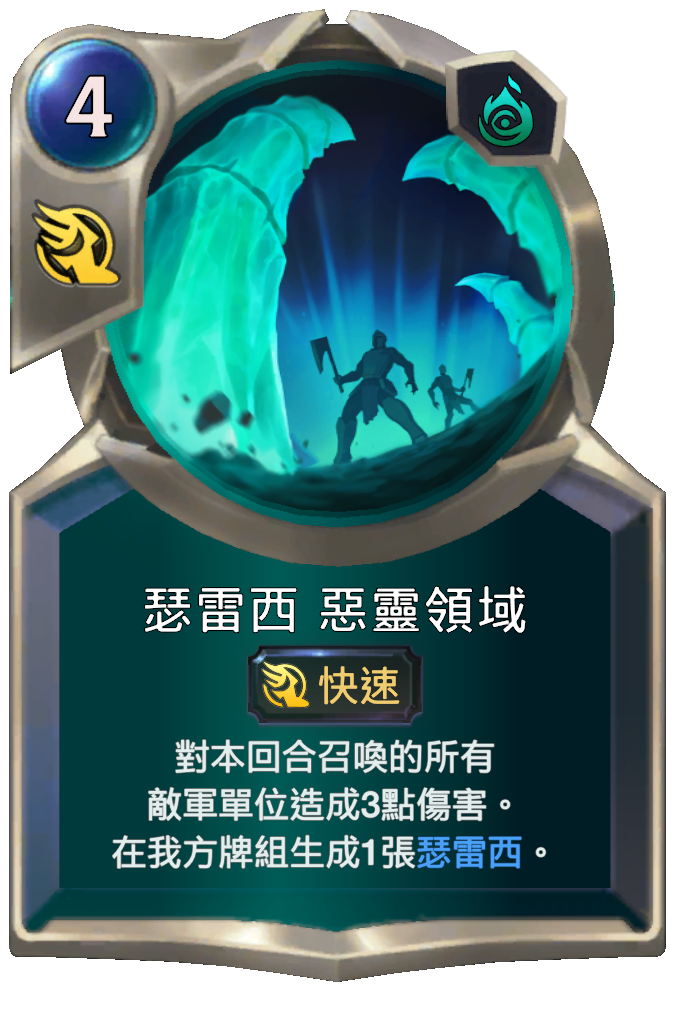 4
瑟雷西 惡靈領域
快速
對本回合召喚的所有
敵軍單位造成3點傷害。
在我方牌組生成1張瑟雷西。